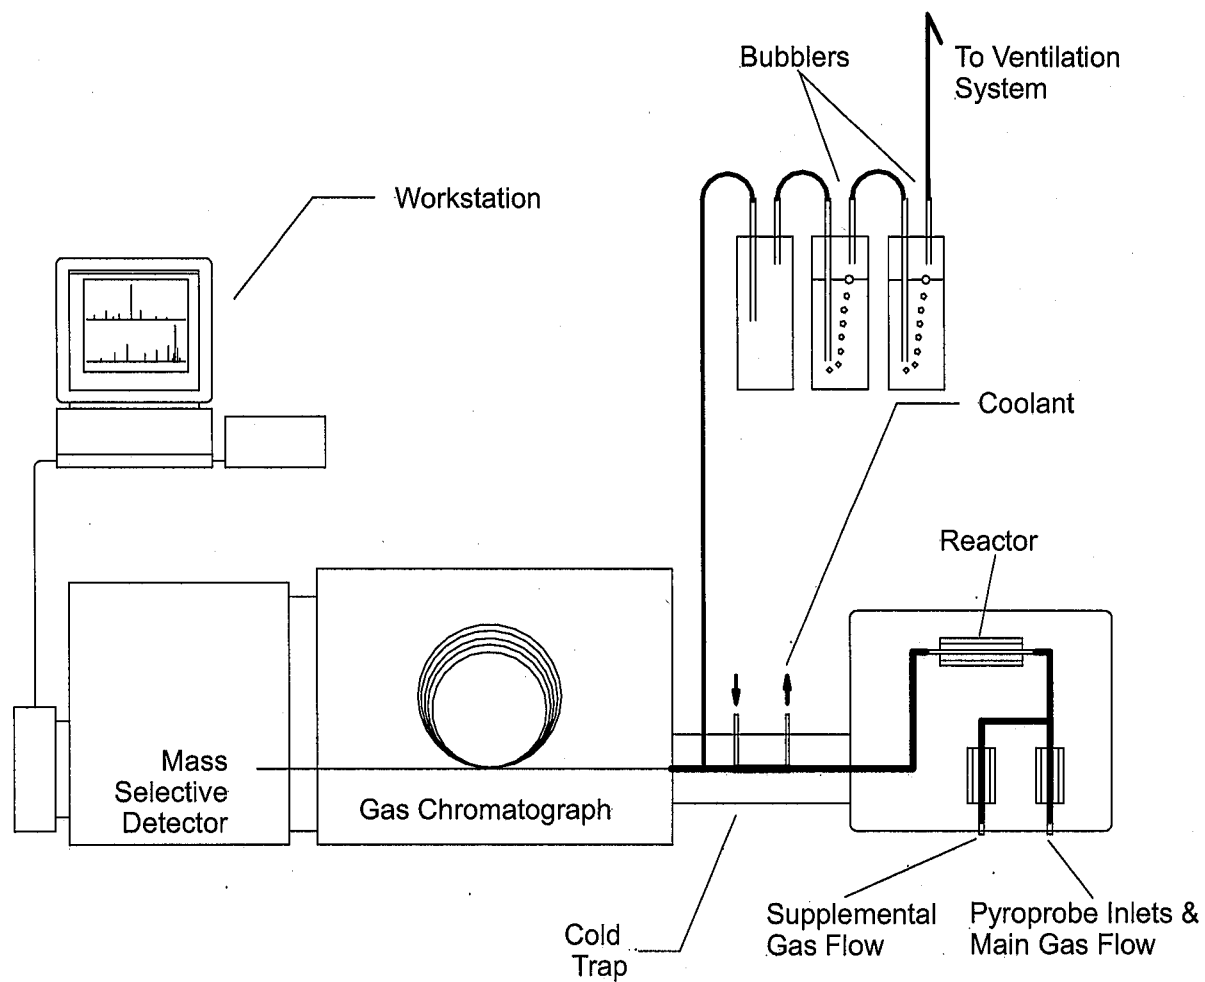 Bubblers
To Ventilation
System
Workstation
Coolant
Reactor
Mass
Selective
Detector
Gas Chromatograph
Supplemental
Gas Flow
Pyroprobe Inlets &
Main Gas Flow
Cold
Trap